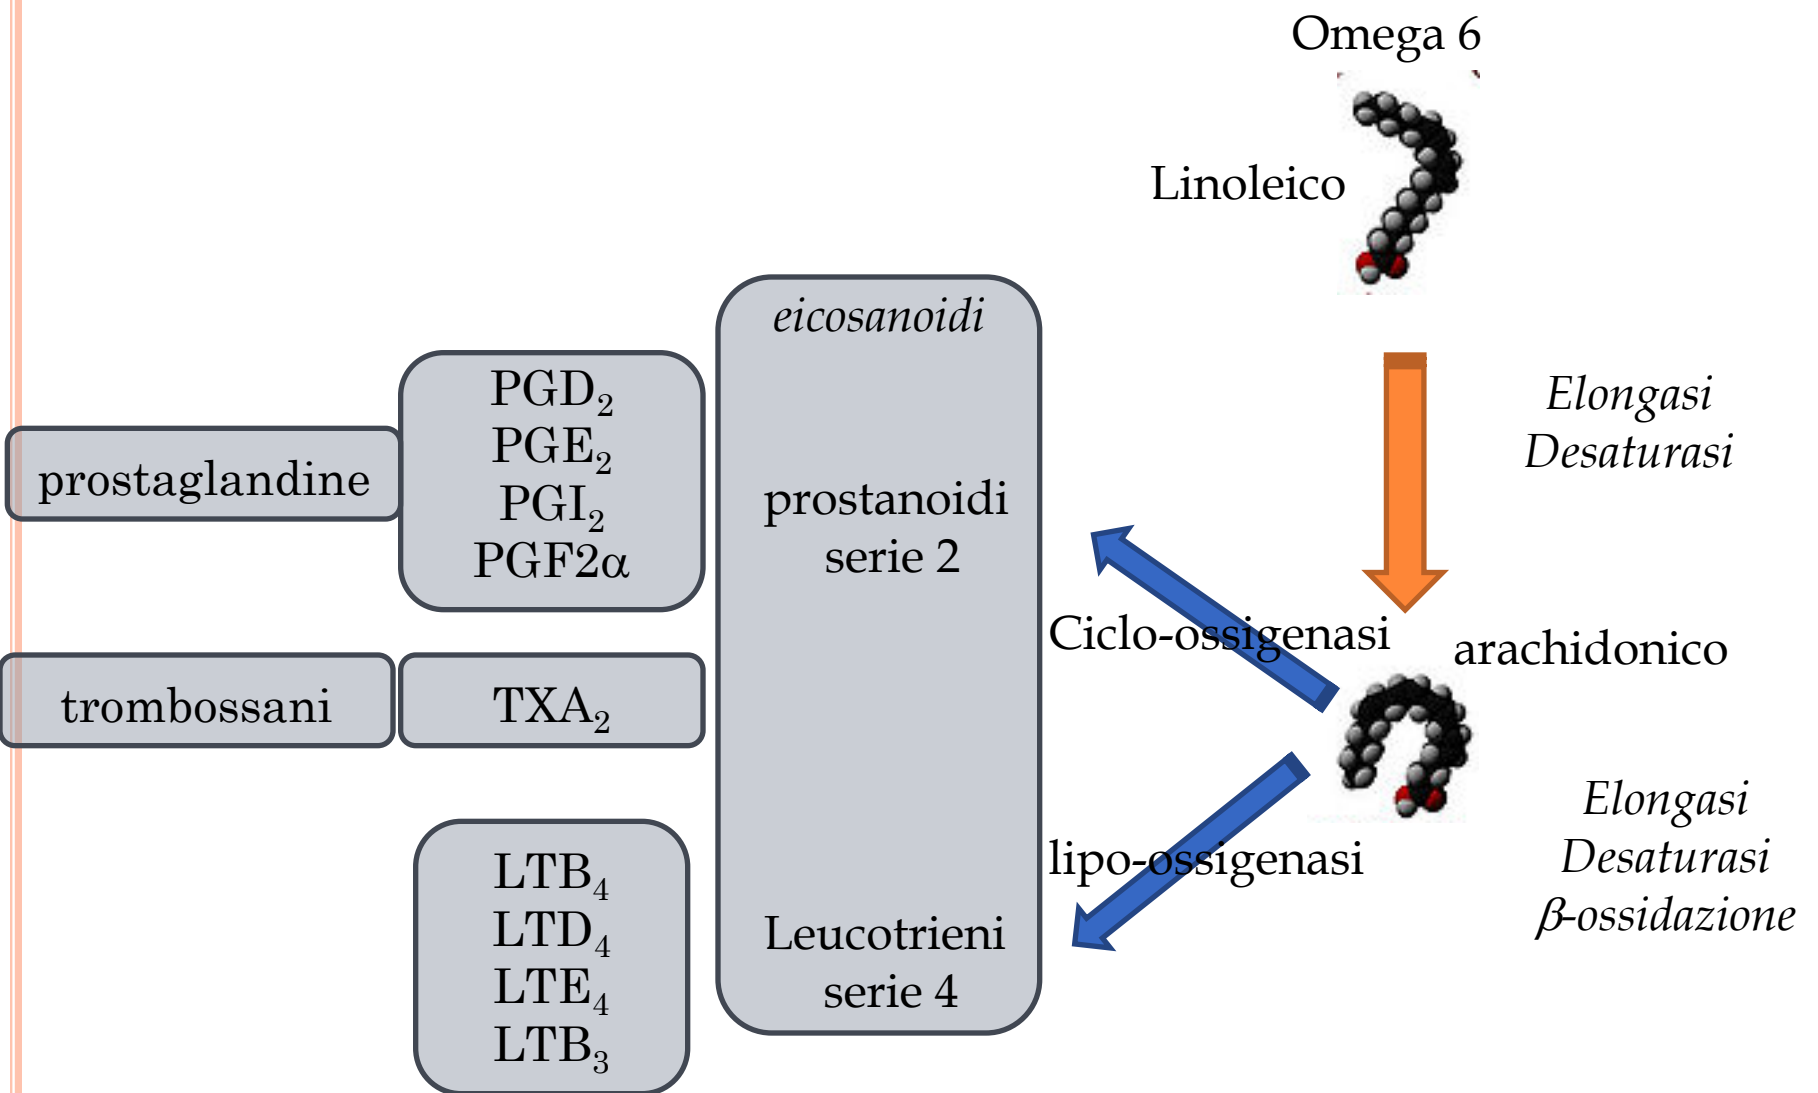 Omega 6
Linoleico
Elongasi
Desaturasi
arachidonico
Elongasi
Desaturasi
β-ossidazione
Ciclo-ossigenasi
lipo-ossigenasi
eicosanoidi
prostanoidi
serie 2
Leucotrieni
serie 4
PGD₂
PGE₂
PGI₂
PGF2α
prostaglandine
TXA₂
trombossani
LTB₄
LTD₄
LTE₄
LTB₃